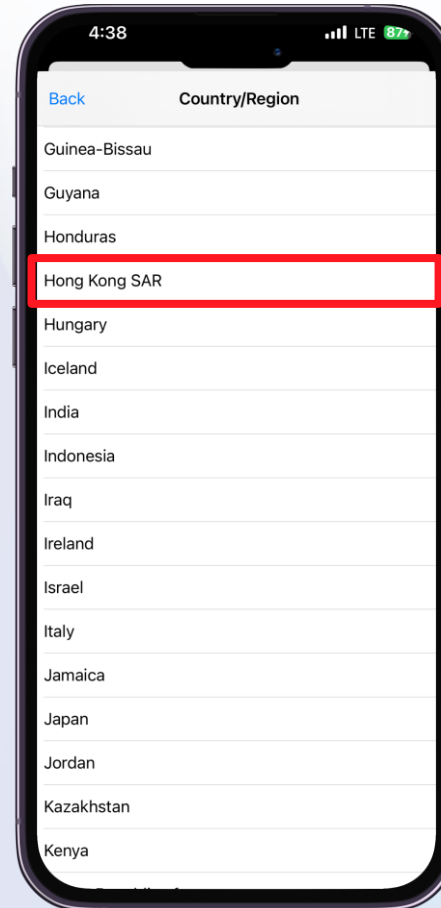 4:38 LTE 87
Back Country/Region
Guinea-Bissau
Guyana
Honduras
Hong Kong SAR
Hungary
Iceland
India
Indonesia
Iraq
Ireland
Israel
Italy
Jamaica
Japan
Jordan
Kazakhstan
Kenya